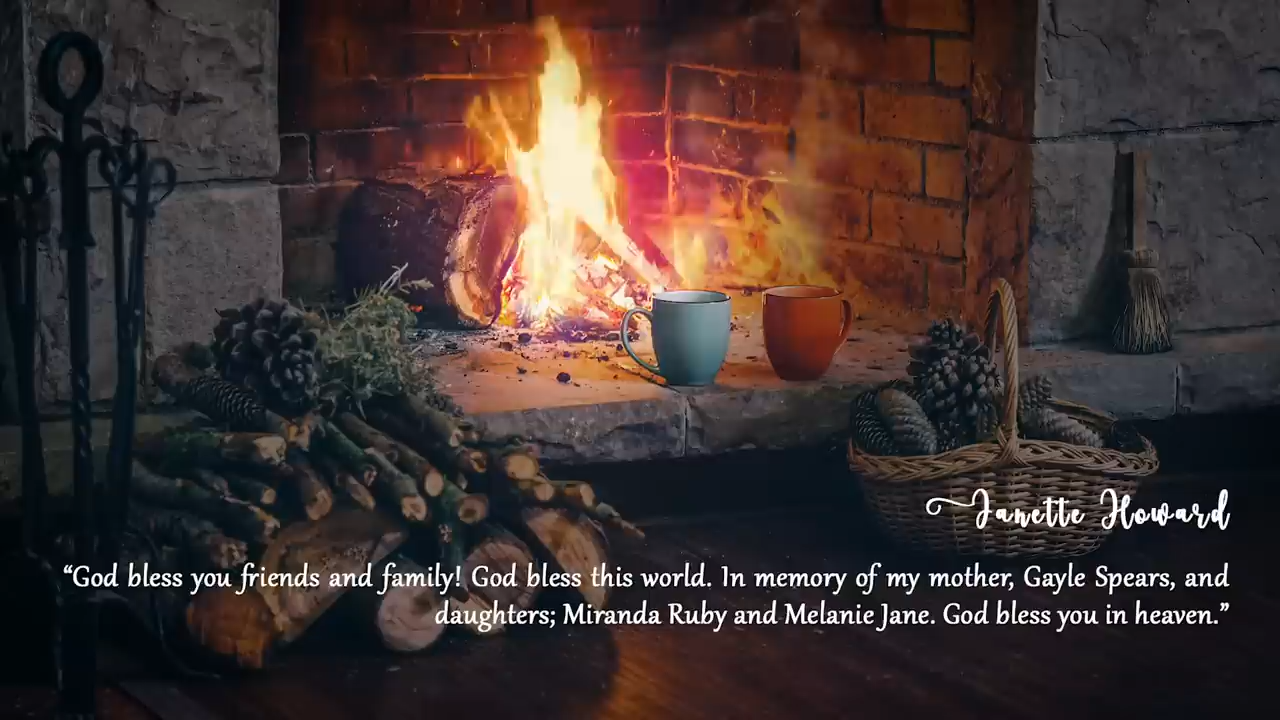 Janette Howard
“God bless you friends and family! God bless this world. In memory of my mother, Gayle Spears, and
daughters; Miranda Ruby and Melanie Jane. God bless you in heaven.”